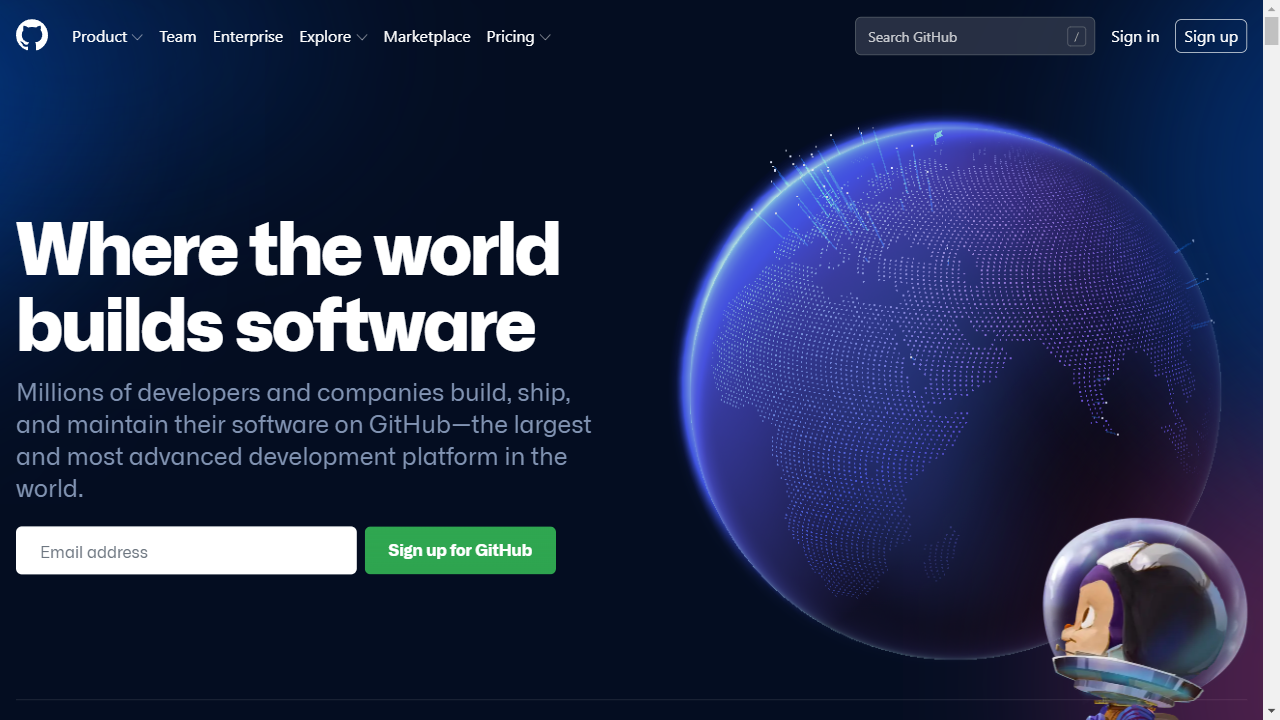 Product Team Enterprise Explore Marketplace Pricing Search GitHub / Sign in Sign up
Where the world
builds software
Millions of developers and companies build, ship,
and maintain their software on GitHub—the largest
and most advanced development platform in the
world.
Email address Sign up for GitHub